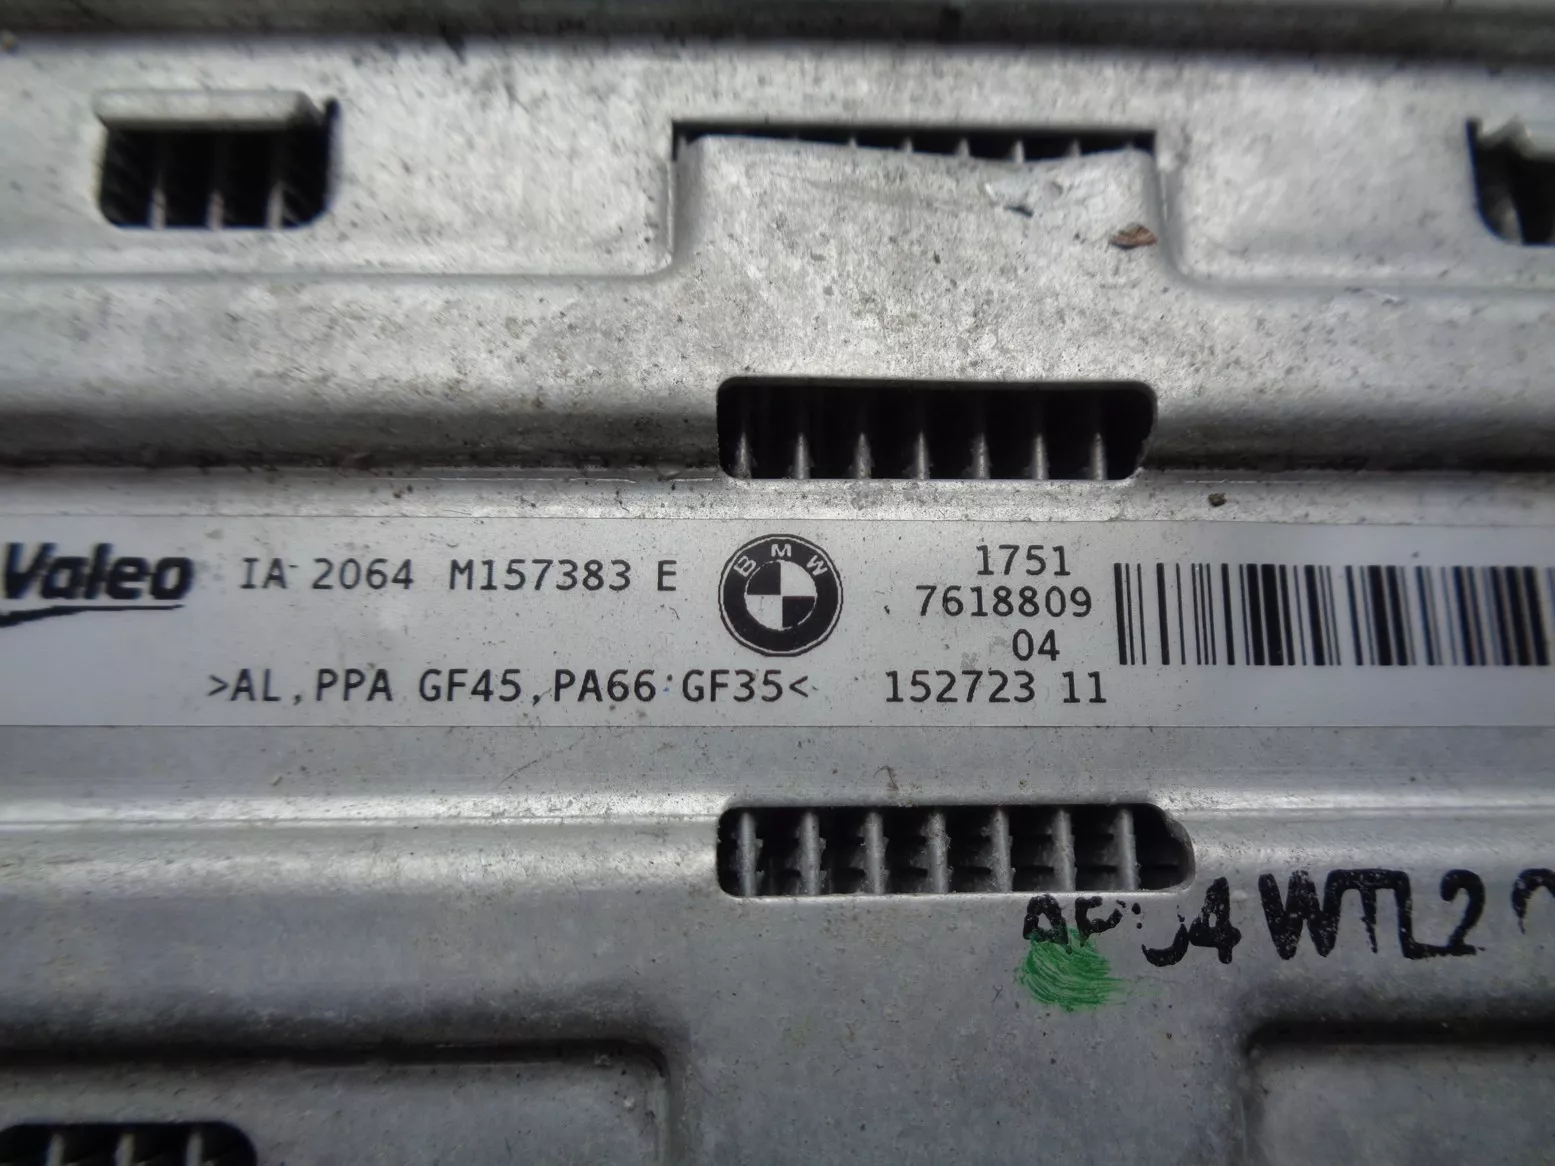 Valeo IA 2064 M157383 E
BMW
1751
7618809
04
>AL,PPA GF45,PA66 GF35<
152723 11